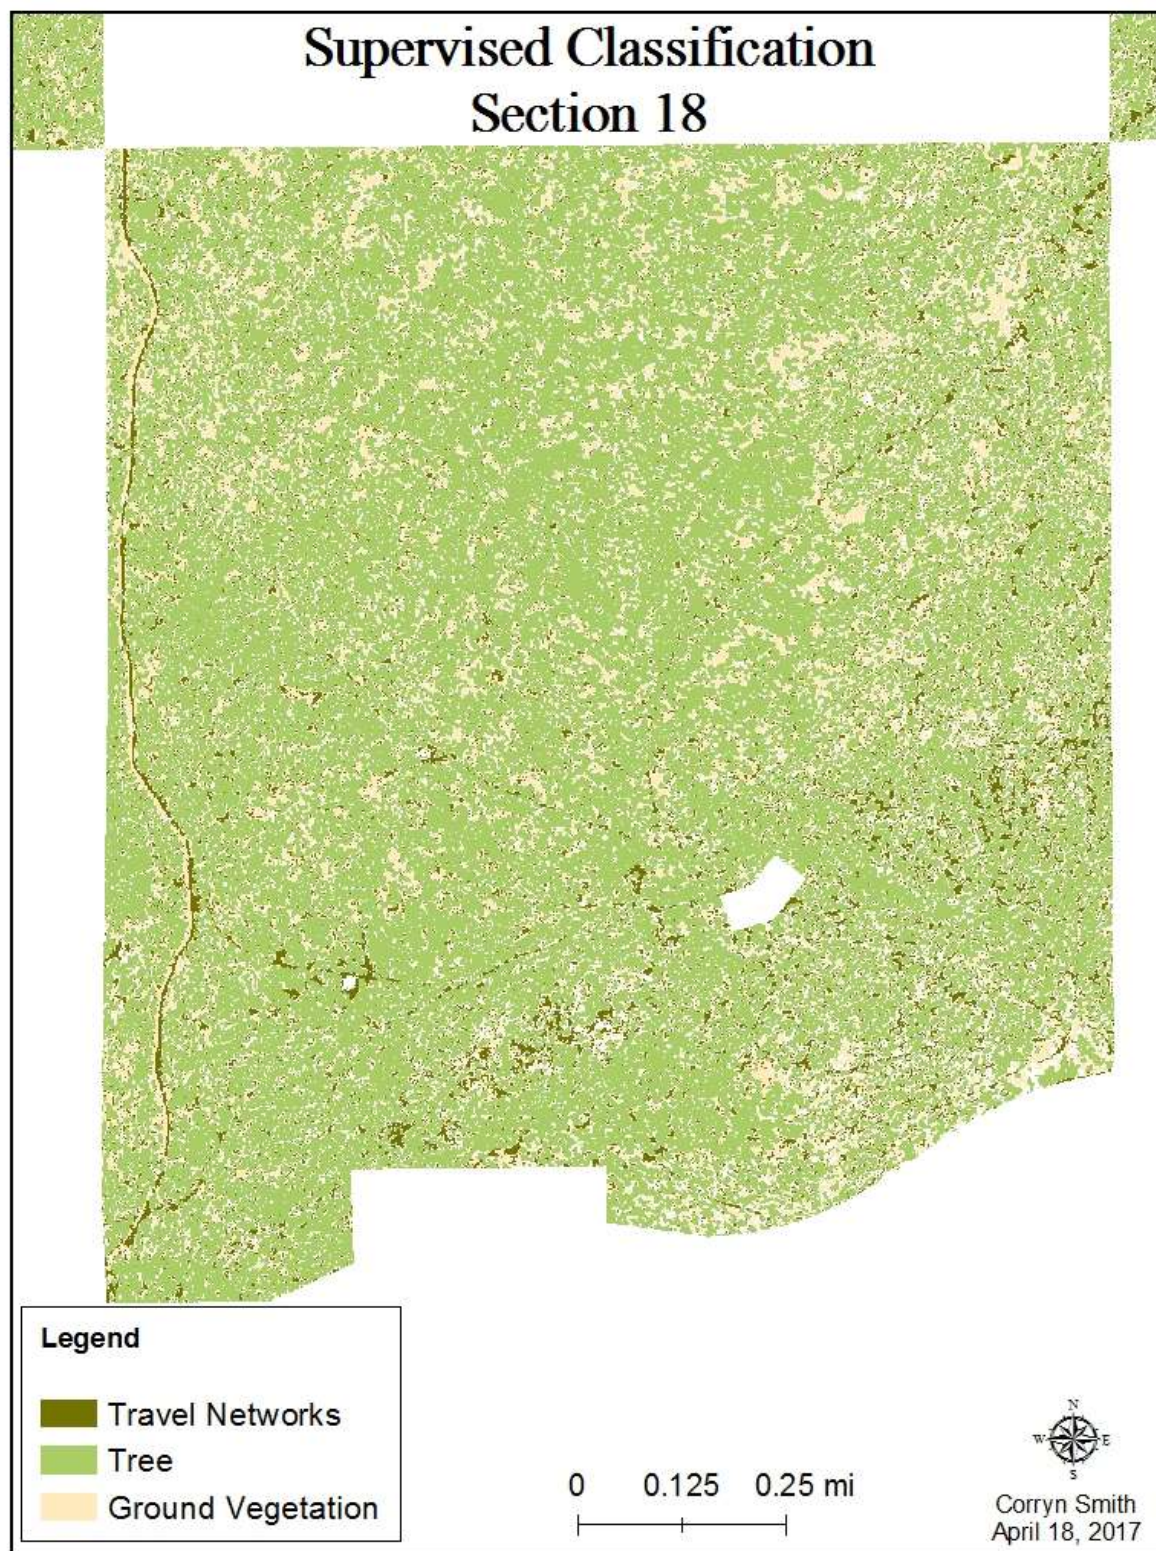 Supervised Classification
Section 18
Legend
Travel Networks
Tree
Ground Vegetation
0 0.125 0.25 mi
N
W E
S
Corryn Smith
April 18, 2017